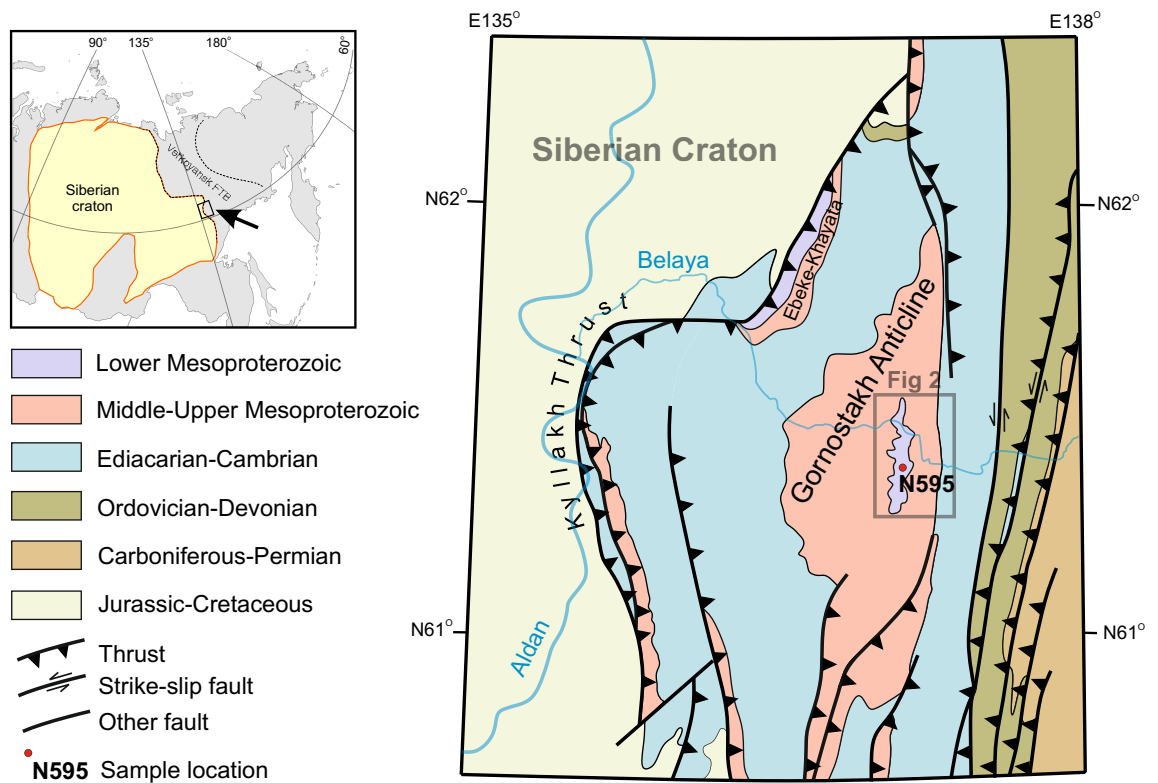 90° 135° 180° 60°
Verkoyansk FTB
Siberian
craton
Lower Mesoproterozoic
Middle-Upper Mesoproterozoic
Ediacarian-Cambrian
Ordovician-Devonian
Carboniferous-Permian
Jurassic-Cretaceous
Thrust
Strike-slip fault
Other fault
N595 Sample location
E135° E138°
Siberian Craton
N62° N62°
Belaya
Ebeke-Khayata
Kyllakh Thrust
Gornostakh Anticline
Fig 2
N595
N61° N61°
Aldan